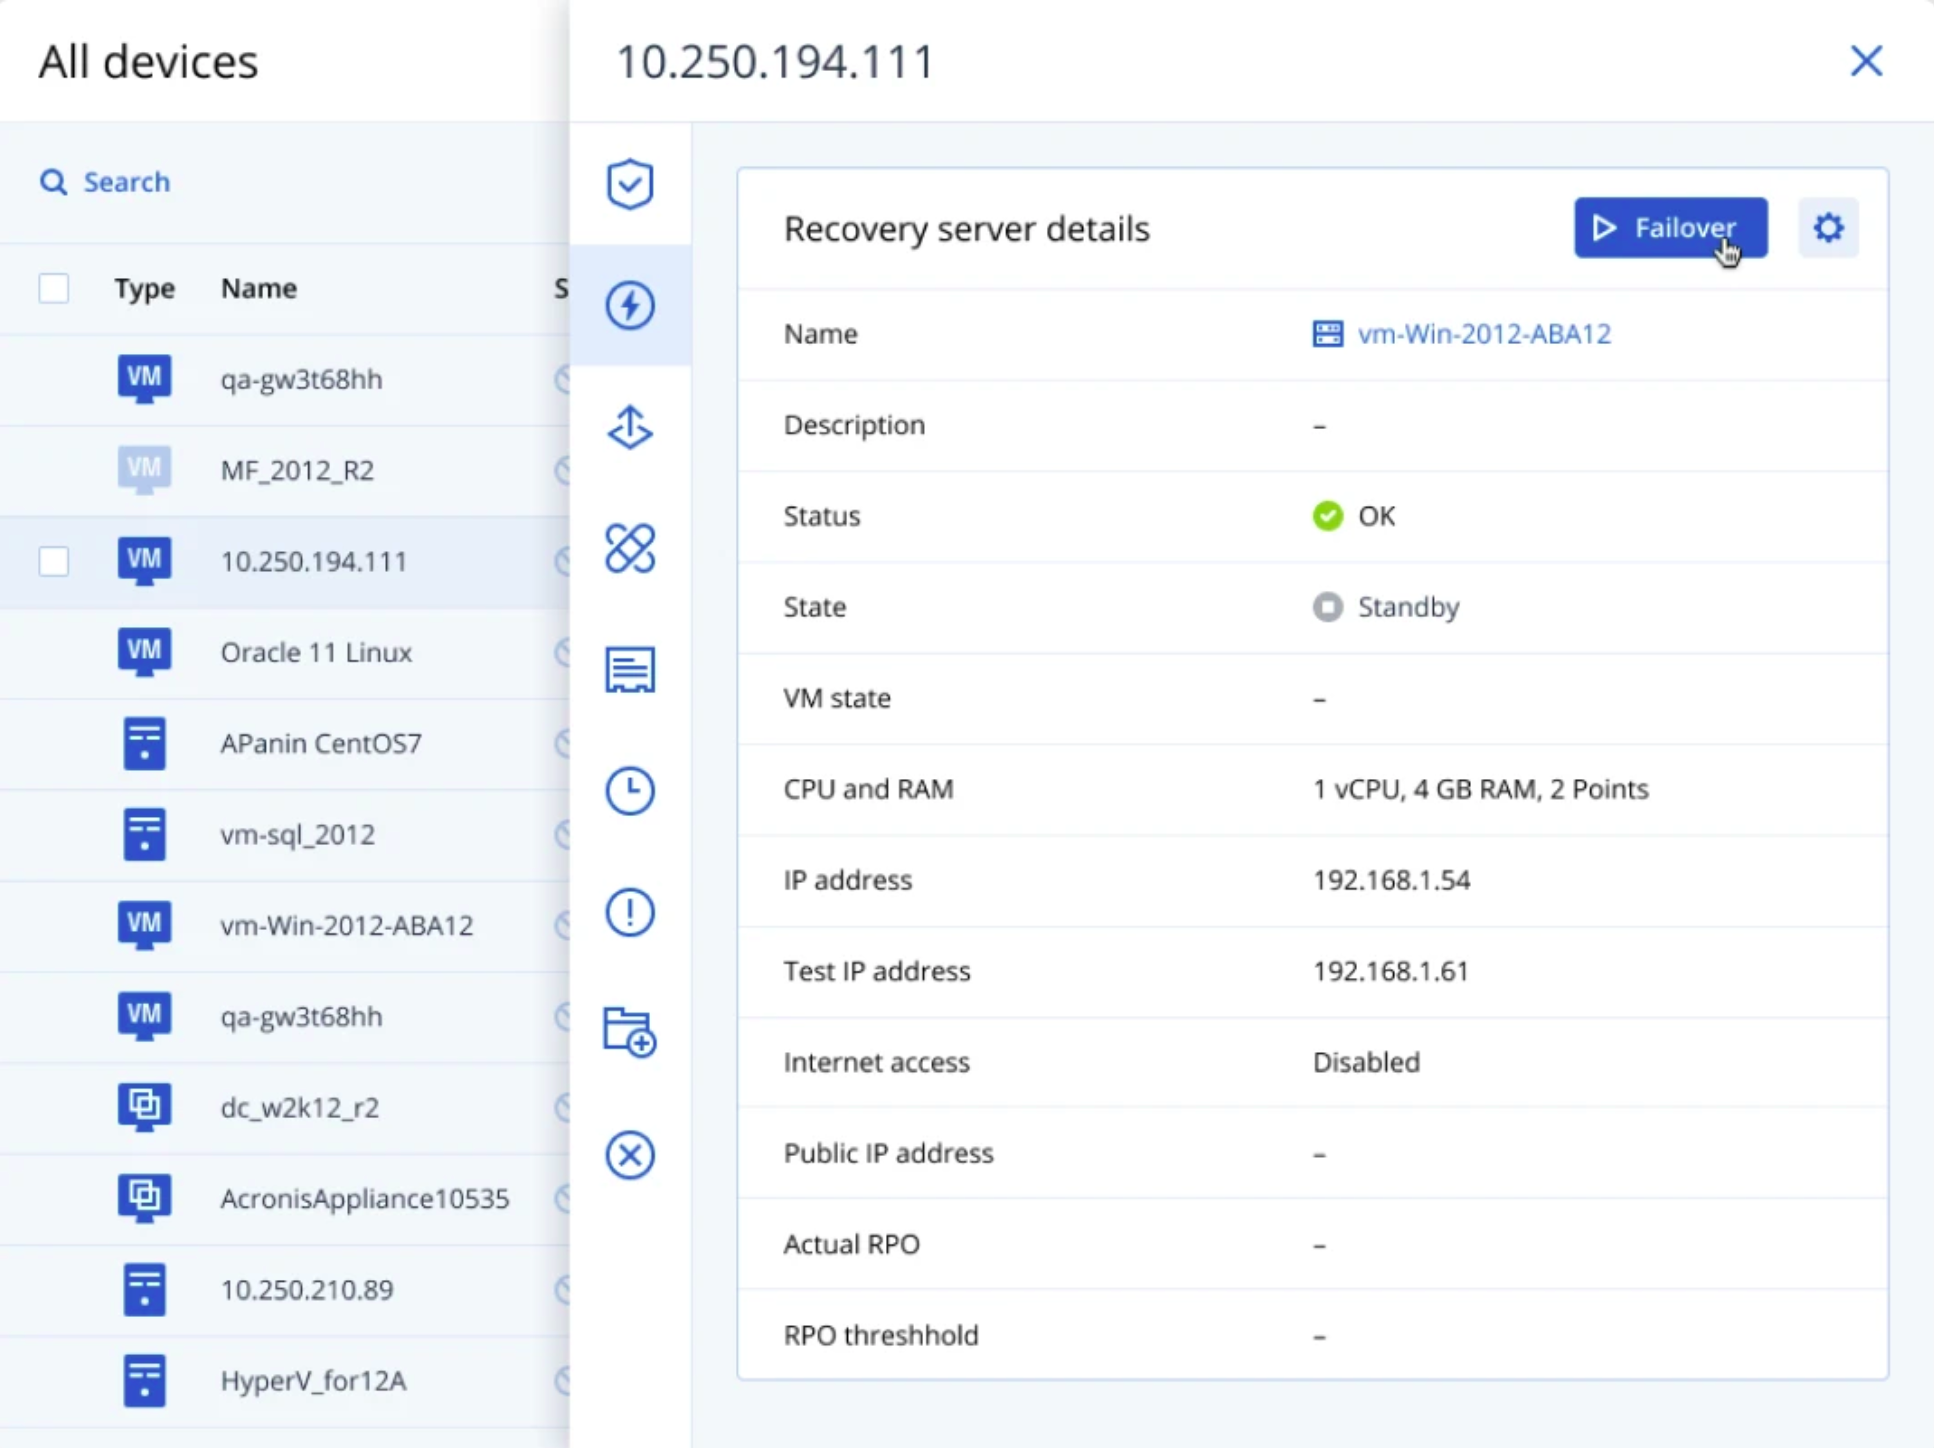 All devices
Search
Type Name S
VM qa-gw3t68hh
VM MF_2012_R2
VM 10.250.194.111
VM Oracle 11 Linux
APanin CentOS7
vm-sql_2012
VM vm-Win-2012-ABA12
VM qa-gw3t68hh
dc_w2k12_r2
AcronisAppliance10535
10.250.210.89
HyperV_for12A
10.250.194.111
Recovery server details Failover
Name vm-Win-2012-ABA12
Description –
Status OK
State Standby
VM state –
CPU and RAM 1 vCPU, 4 GB RAM, 2 Points
IP address 192.168.1.54
Test IP address 192.168.1.61
Internet access Disabled
Public IP address –
Actual RPO –
RPO threshhold –